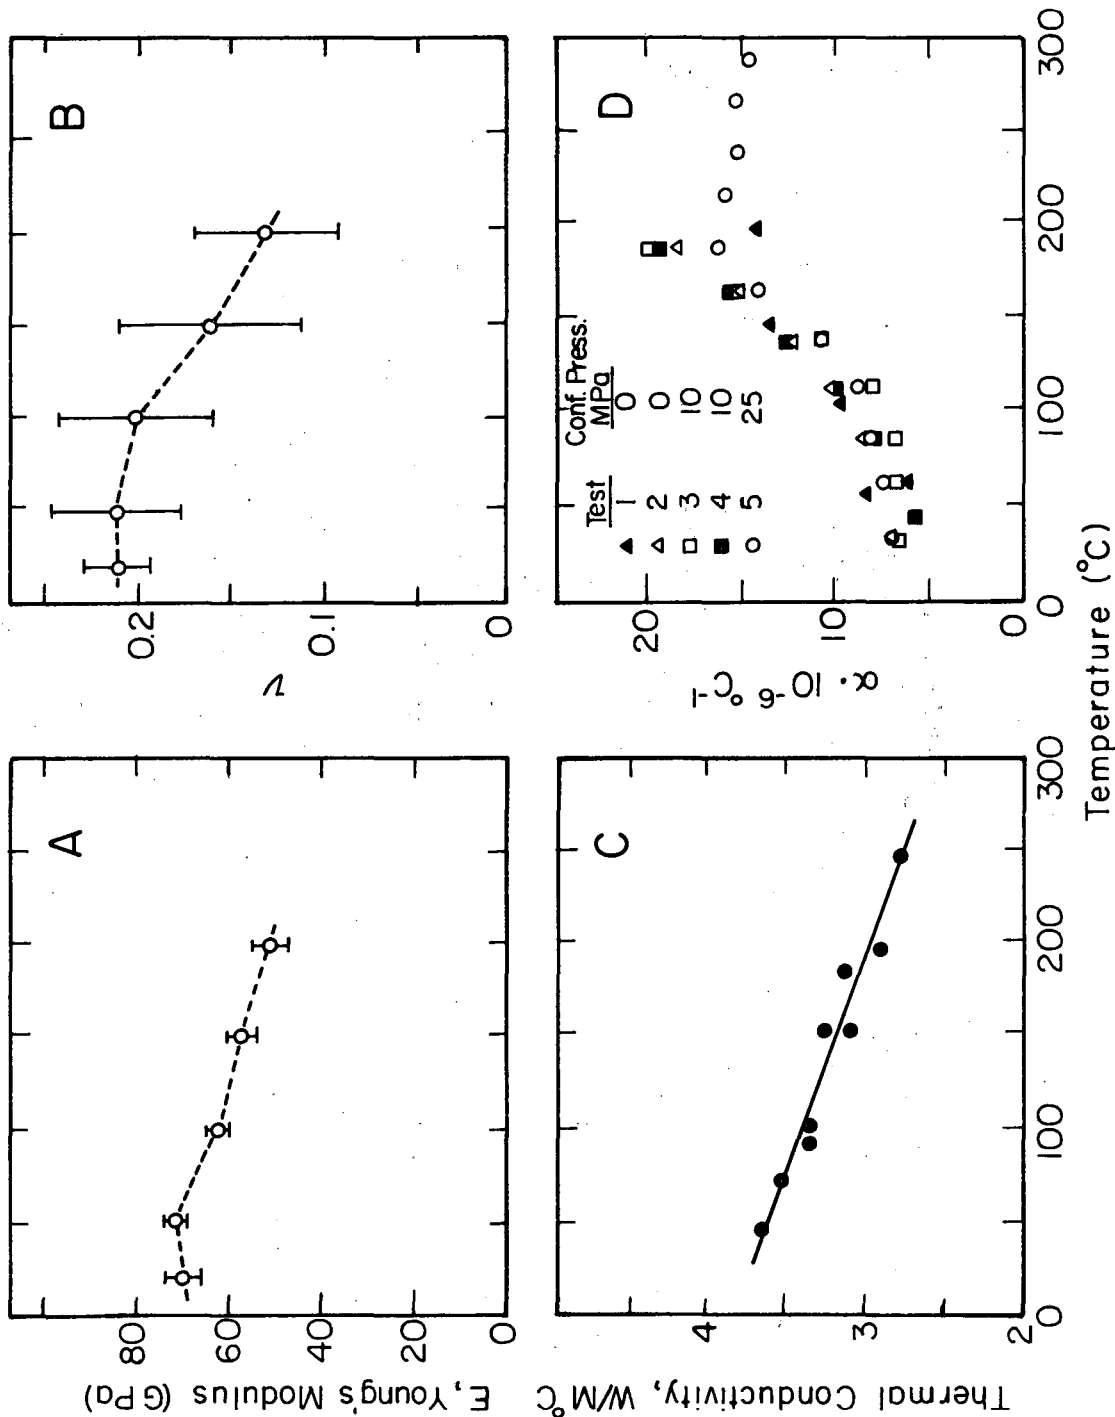 A
80
60
40
20
0
E, Young's Modulus (GPa)
B
0.2
0.1
0
ν
C
4
3
2
0
100
200
300
Thermal Conductivity, W/M°C
D
20
10
0
0
100
200
300
α · 10-6 °C-1
Test Conf. Press. MPa
▲ 1 0
△ 2 0
□ 3 10
■ 4 10
○ 5 25
Temperature (°C)